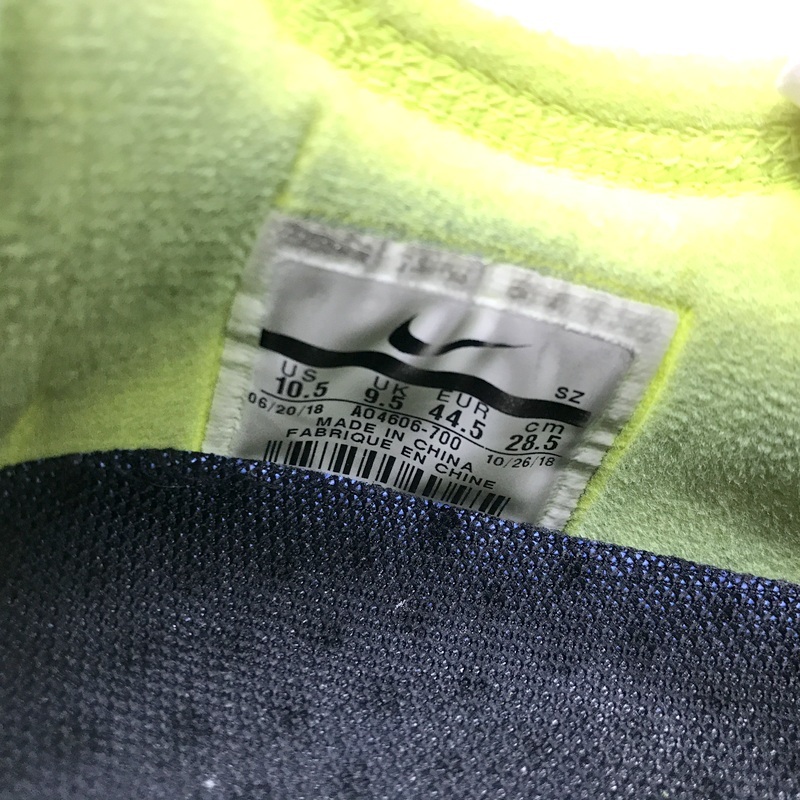 SZ
US UK EUR cm
10.5 9.5 44.5 28.5
06/20/18 AO4606-700 10/26/18
MADE IN CHINA
FABRIQUE EN CHINE